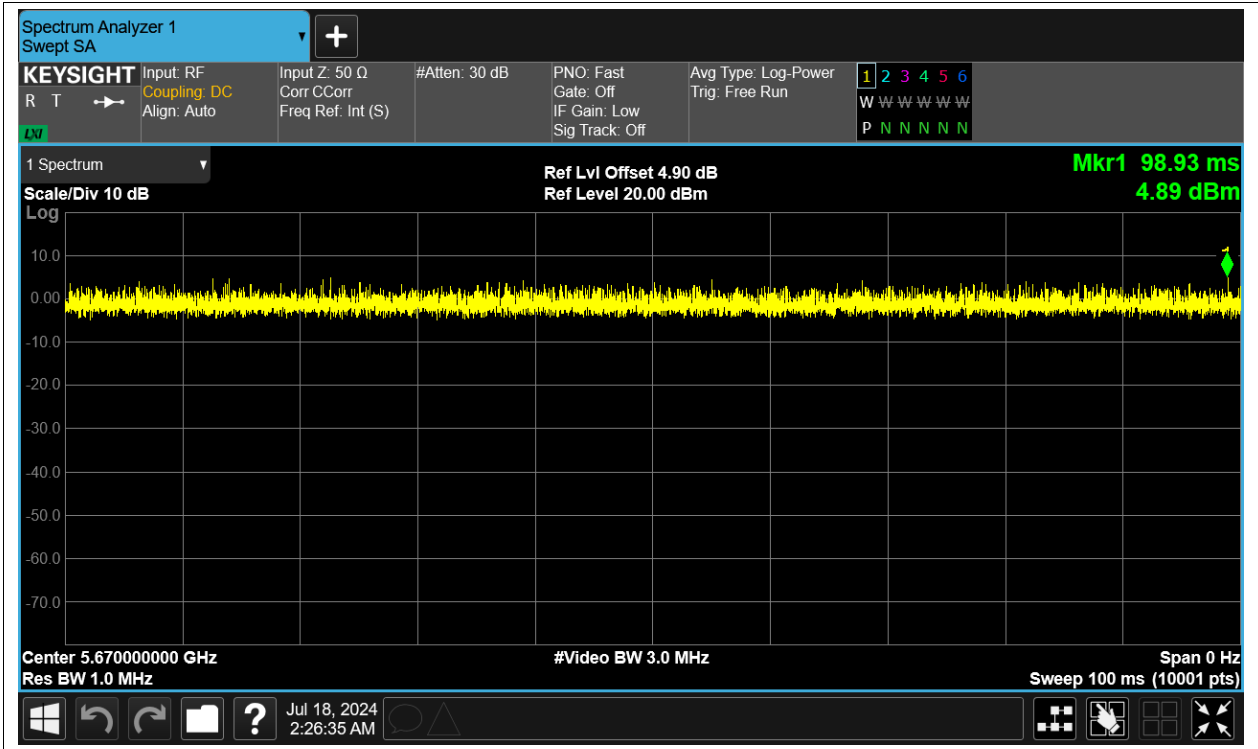 Spectrum Analyzer 1
Swept SA
+
KEYSIGHT
R T
LXI
Input: RF
Coupling: DC
Align: Auto
Input Z: 50 Ω
Corr CCorr
Freq Ref: Int (S)
#Atten: 30 dB
PNO: Fast
Gate: Off
IF Gain: Low
Sig Track: Off
Avg Type: Log-Power
Trig: Free Run
1 2 3 4 5 6
W W W W W W
P N N N N N
1 Spectrum
Scale/Div 10 dB
Ref Lvl Offset 4.90 dB
Ref Level 20.00 dBm
Mkr1 98.93 ms
4.89 dBm
Log
10.0
0.00
-10.0
-20.0
-30.0
-40.0
-50.0
-60.0
-70.0
1
Center 5.670000000 GHz
Res BW 1.0 MHz
#Video BW 3.0 MHz
Span 0 Hz
Sweep 100 ms (10001 pts)
?
Jul 18, 2024
2:26:35 AM